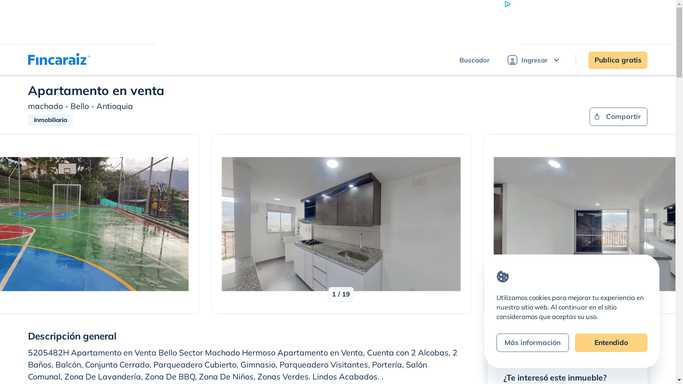 Fincaraiz
Buscador
Ingresar
Publica gratis
Apartamento en venta
machado - Bello - Antioquia
Inmobiliaria
Compartir
1 / 19
Utilizamos cookies para mejorar tu experiencia en
nuestro sitio web. Al continuar en el sitio
consideramos que aceptas su uso.
Más información
Entendido
Descripción general
5205482H Apartamento en Venta Bello Sector Machado Hermoso Apartamento en Venta, Cuenta con 2 Alcobas, 2
Baños, Balcón, Conjunto Cerrado, Parqueadero Cubierto, Gimnasio, Parqueadero Visitantes, Portería, Salón
Comunal, Zona De Lavandería, Zona De BBQ, Zona De Niños, Zonas Verdes. Lindos Acabados. .
¿Te interesó este inmueble?